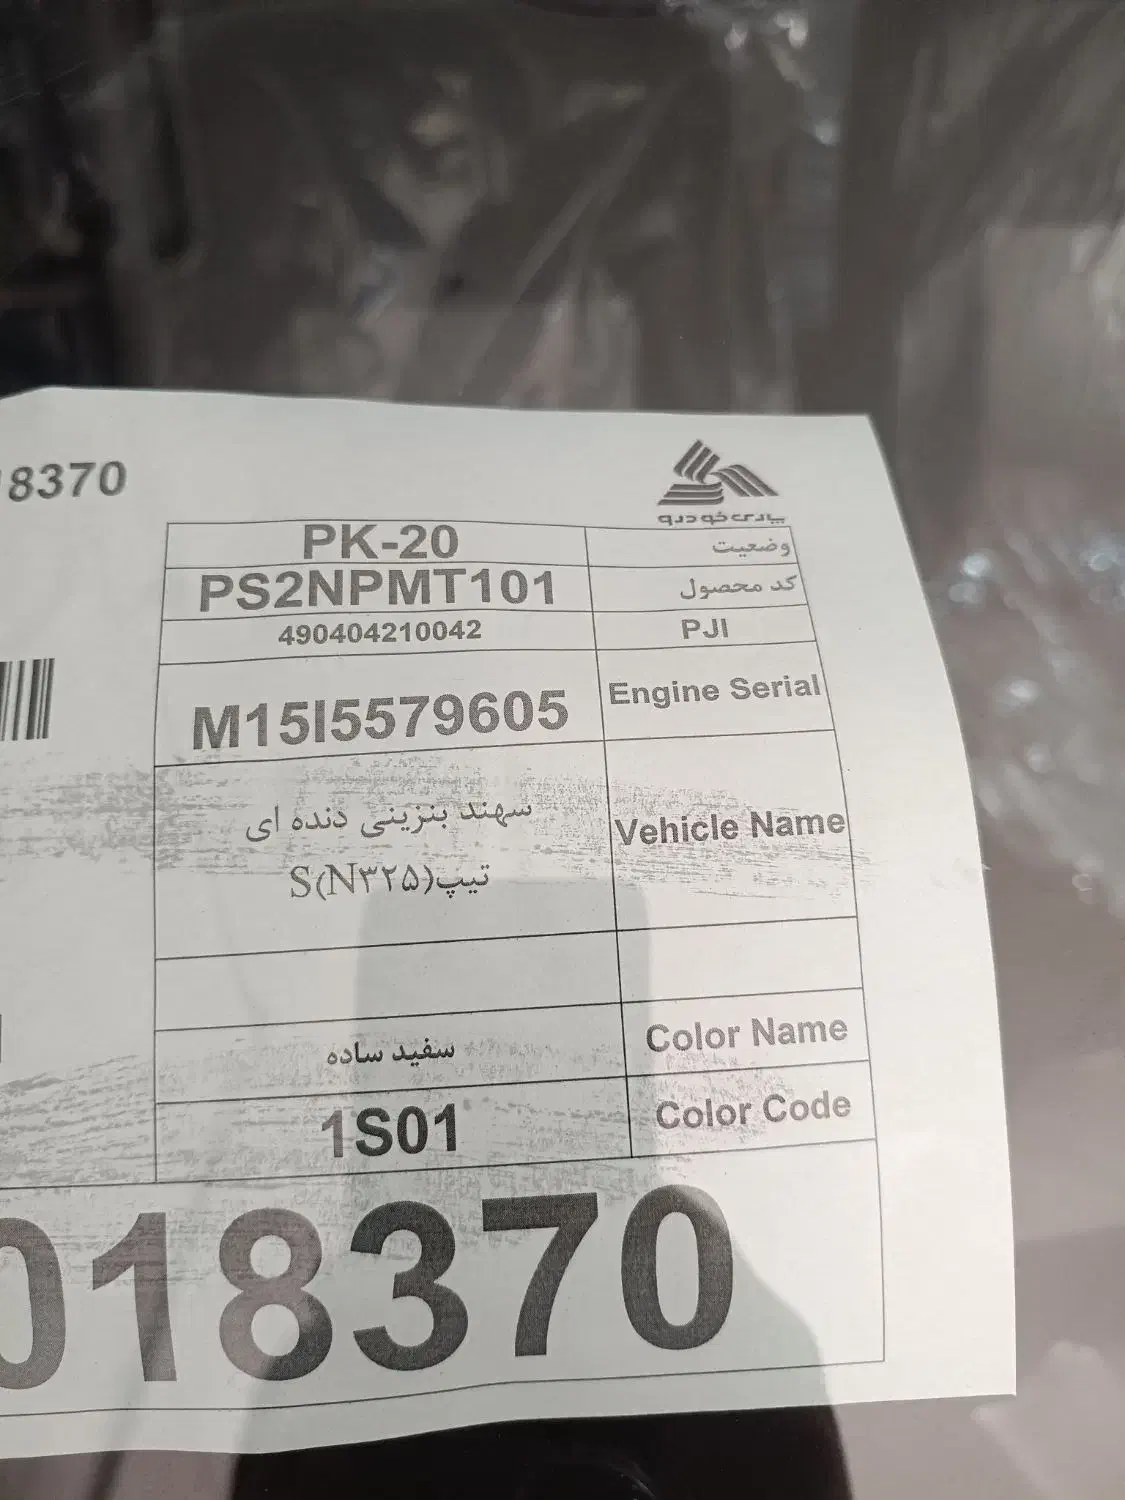 8370
پارس خودرو
وضعیت PK-20
کد محصول PS2NPMT101
PJI 490404210042
Engine Serial M15I5579605
Vehicle Name سهند بنزینی دنده ای
تیپ S(N۳۲۵)
Color Name سفید ساده
Color Code 1S01
018370